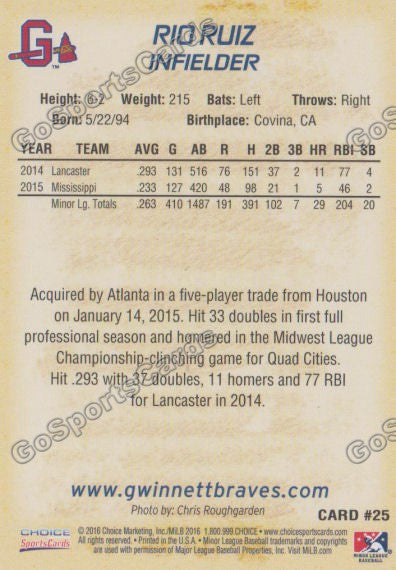 G
TM
RIO RUIZ
INFIELDER
Height: 6-2 Weight: 215 Bats: Left Throws: Right
Born: 5/22/94 Birthplace: Covina, CA
YEAR TEAM AVG G AB R H 2B 3B HR RBI SB
2014 Lancaster .293 131 516 76 151 37 2 11 77 4
2015 Mississippi .233 127 420 48 98 21 1 5 46 2
Minor Lg. Totals .263 410 1487 191 391 102 7 29 204 20
Acquired by Atlanta in a five-player trade from Houston
on January 14, 2015. Hit 33 doubles in first full
professional season and homered in the Midwest League
Championship-clinching game for Quad Cities.
Hit .293 with 37 doubles, 11 homers and 77 RBI
for Lancaster in 2014.
www.gwinnettbraves.com
Photo by: Chris Roughgarden
CARD #25
CHOICE
SportsCards
© 2016 Choice Marketing, Inc./MiLB 2016 1.800.999.CHOICE • www.choicesportscards.com
All rights reserved. • Printed in the U.S.A. • Minor League Baseball trademarks and copyrights
are used with permission of Major League Baseball Properties, Inc. Visit MiLB.com
MINOR LEAGUE
BASEBALL
GoSportsCards
GoSportsCards
GoSportsCards
GoSportsCards